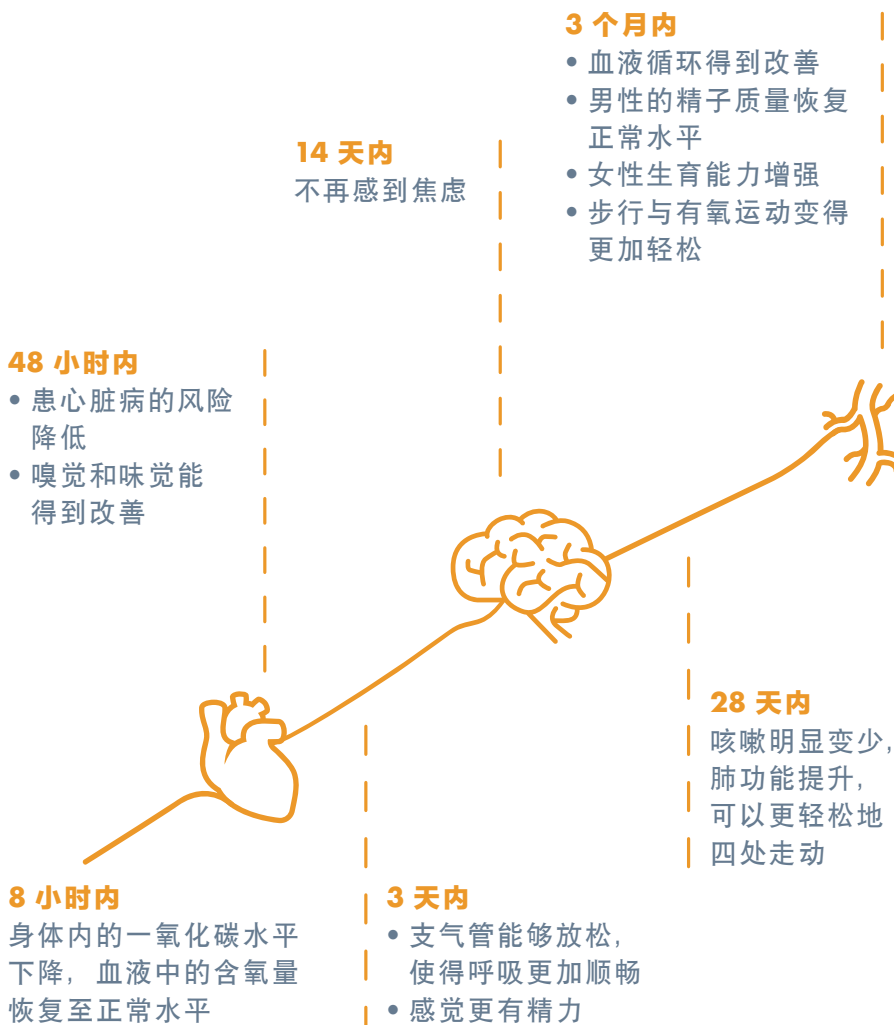 3 个月内
• 血液循环得到改善
• 男性的精子质量恢复
正常水平
• 女性生育能力增强
• 步行与有氧运动变得
更加轻松
14 天内
不再感到焦虑
48 小时内
• 患心脏病的风险
降低
• 嗅觉和味觉能
得到改善
28 天内
咳嗽明显变少，
肺功能提升，
可以更轻松地
四处走动
8 小时内
身体内的一氧化碳水平
下降，血液中的含氧量
恢复至正常水平
3 天内
• 支气管能够放松，
使得呼吸更加顺畅
• 感觉更有精力